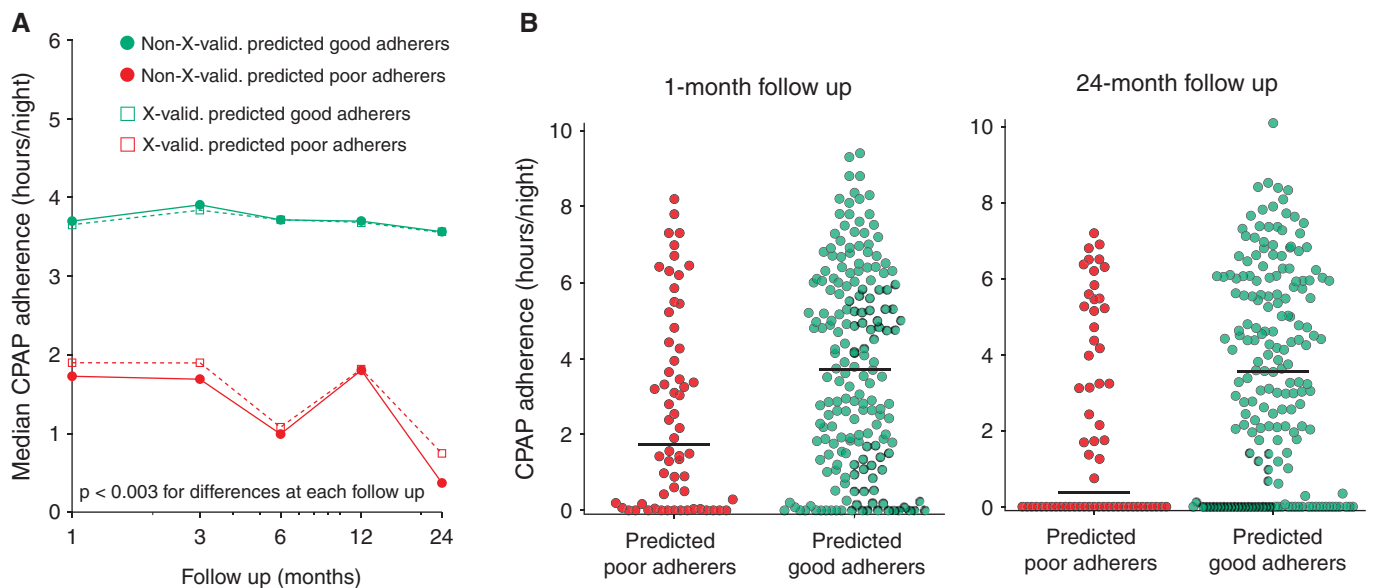 A
Median CPAP adherence (hours/night)
6
5
4
3
2
1
0
Non-X-valid. predicted good adherers
Non-X-valid. predicted poor adherers
X-valid. predicted good adherers
X-valid. predicted poor adherers
p < 0.003 for differences at each follow up
1 3 6 12 24
Follow up (months)
B
1-month follow up
CPAP adherence (hours/night)
10
8
6
4
2
0
Predicted
poor adherers
Predicted
good adherers
24-month follow up
10
8
6
4
2
0
Predicted
poor adherers
Predicted
good adherers